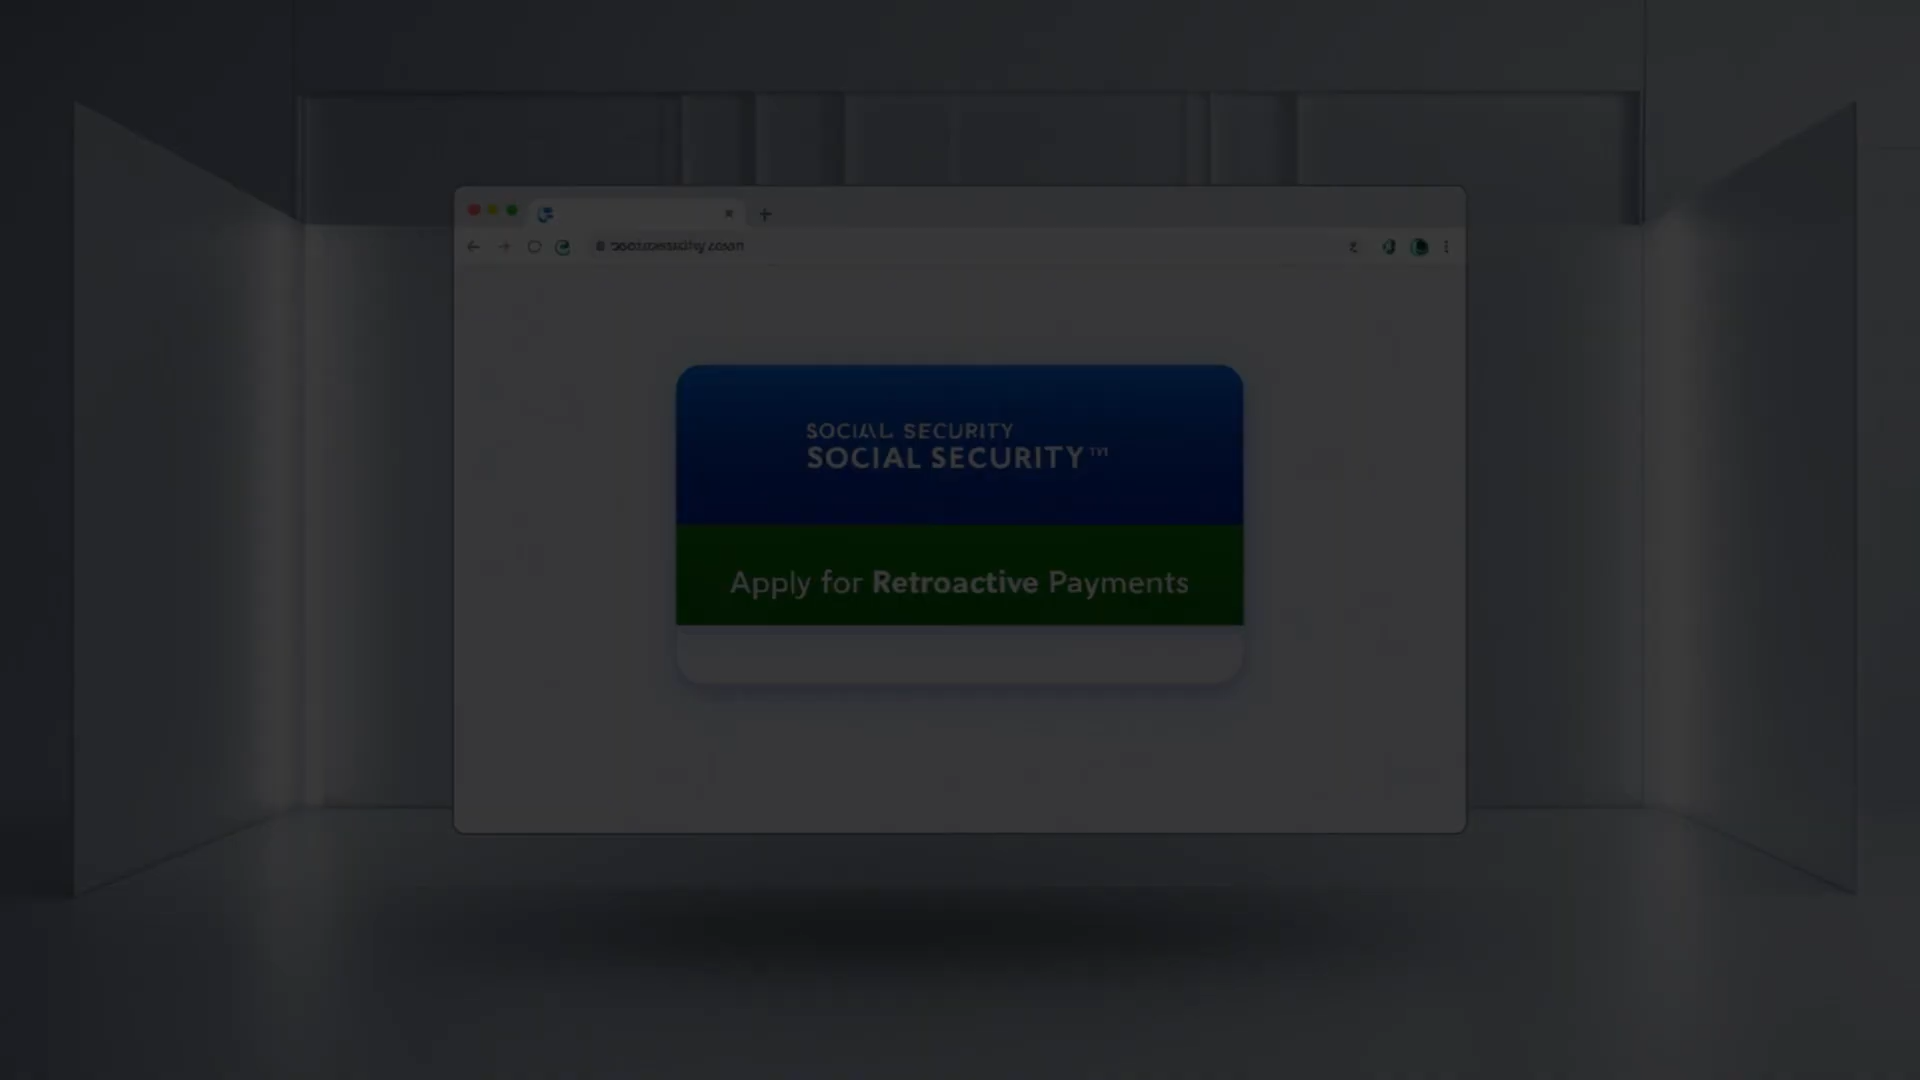 SOCIAL SECURITY
SOCIAL SECURITY™
Apply for Retroactive Payments